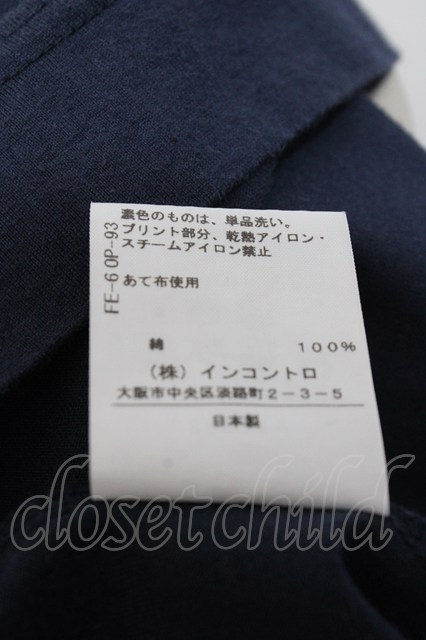 濃色のものは、単品洗い。
プリント部分、乾熱アイロン・
スチームアイロン禁止
あて布使用
FE-6 OP-93
綿 100%
(株) インコントロ
大阪市中央区淡路町2-3-5
日本製
closet child